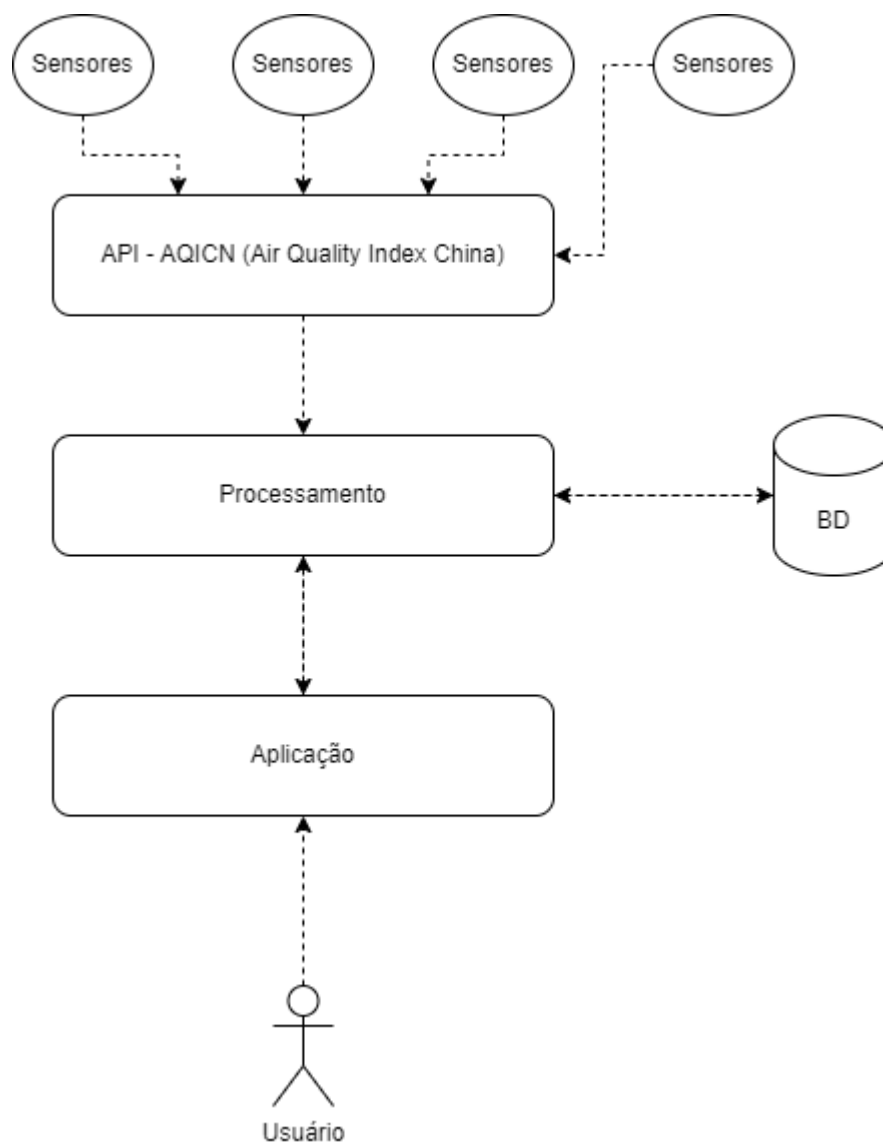 Sensores
Sensores
Sensores
Sensores
API - AQICN (Air Quality Index China)
Processamento
BD
Aplicação
Usuário